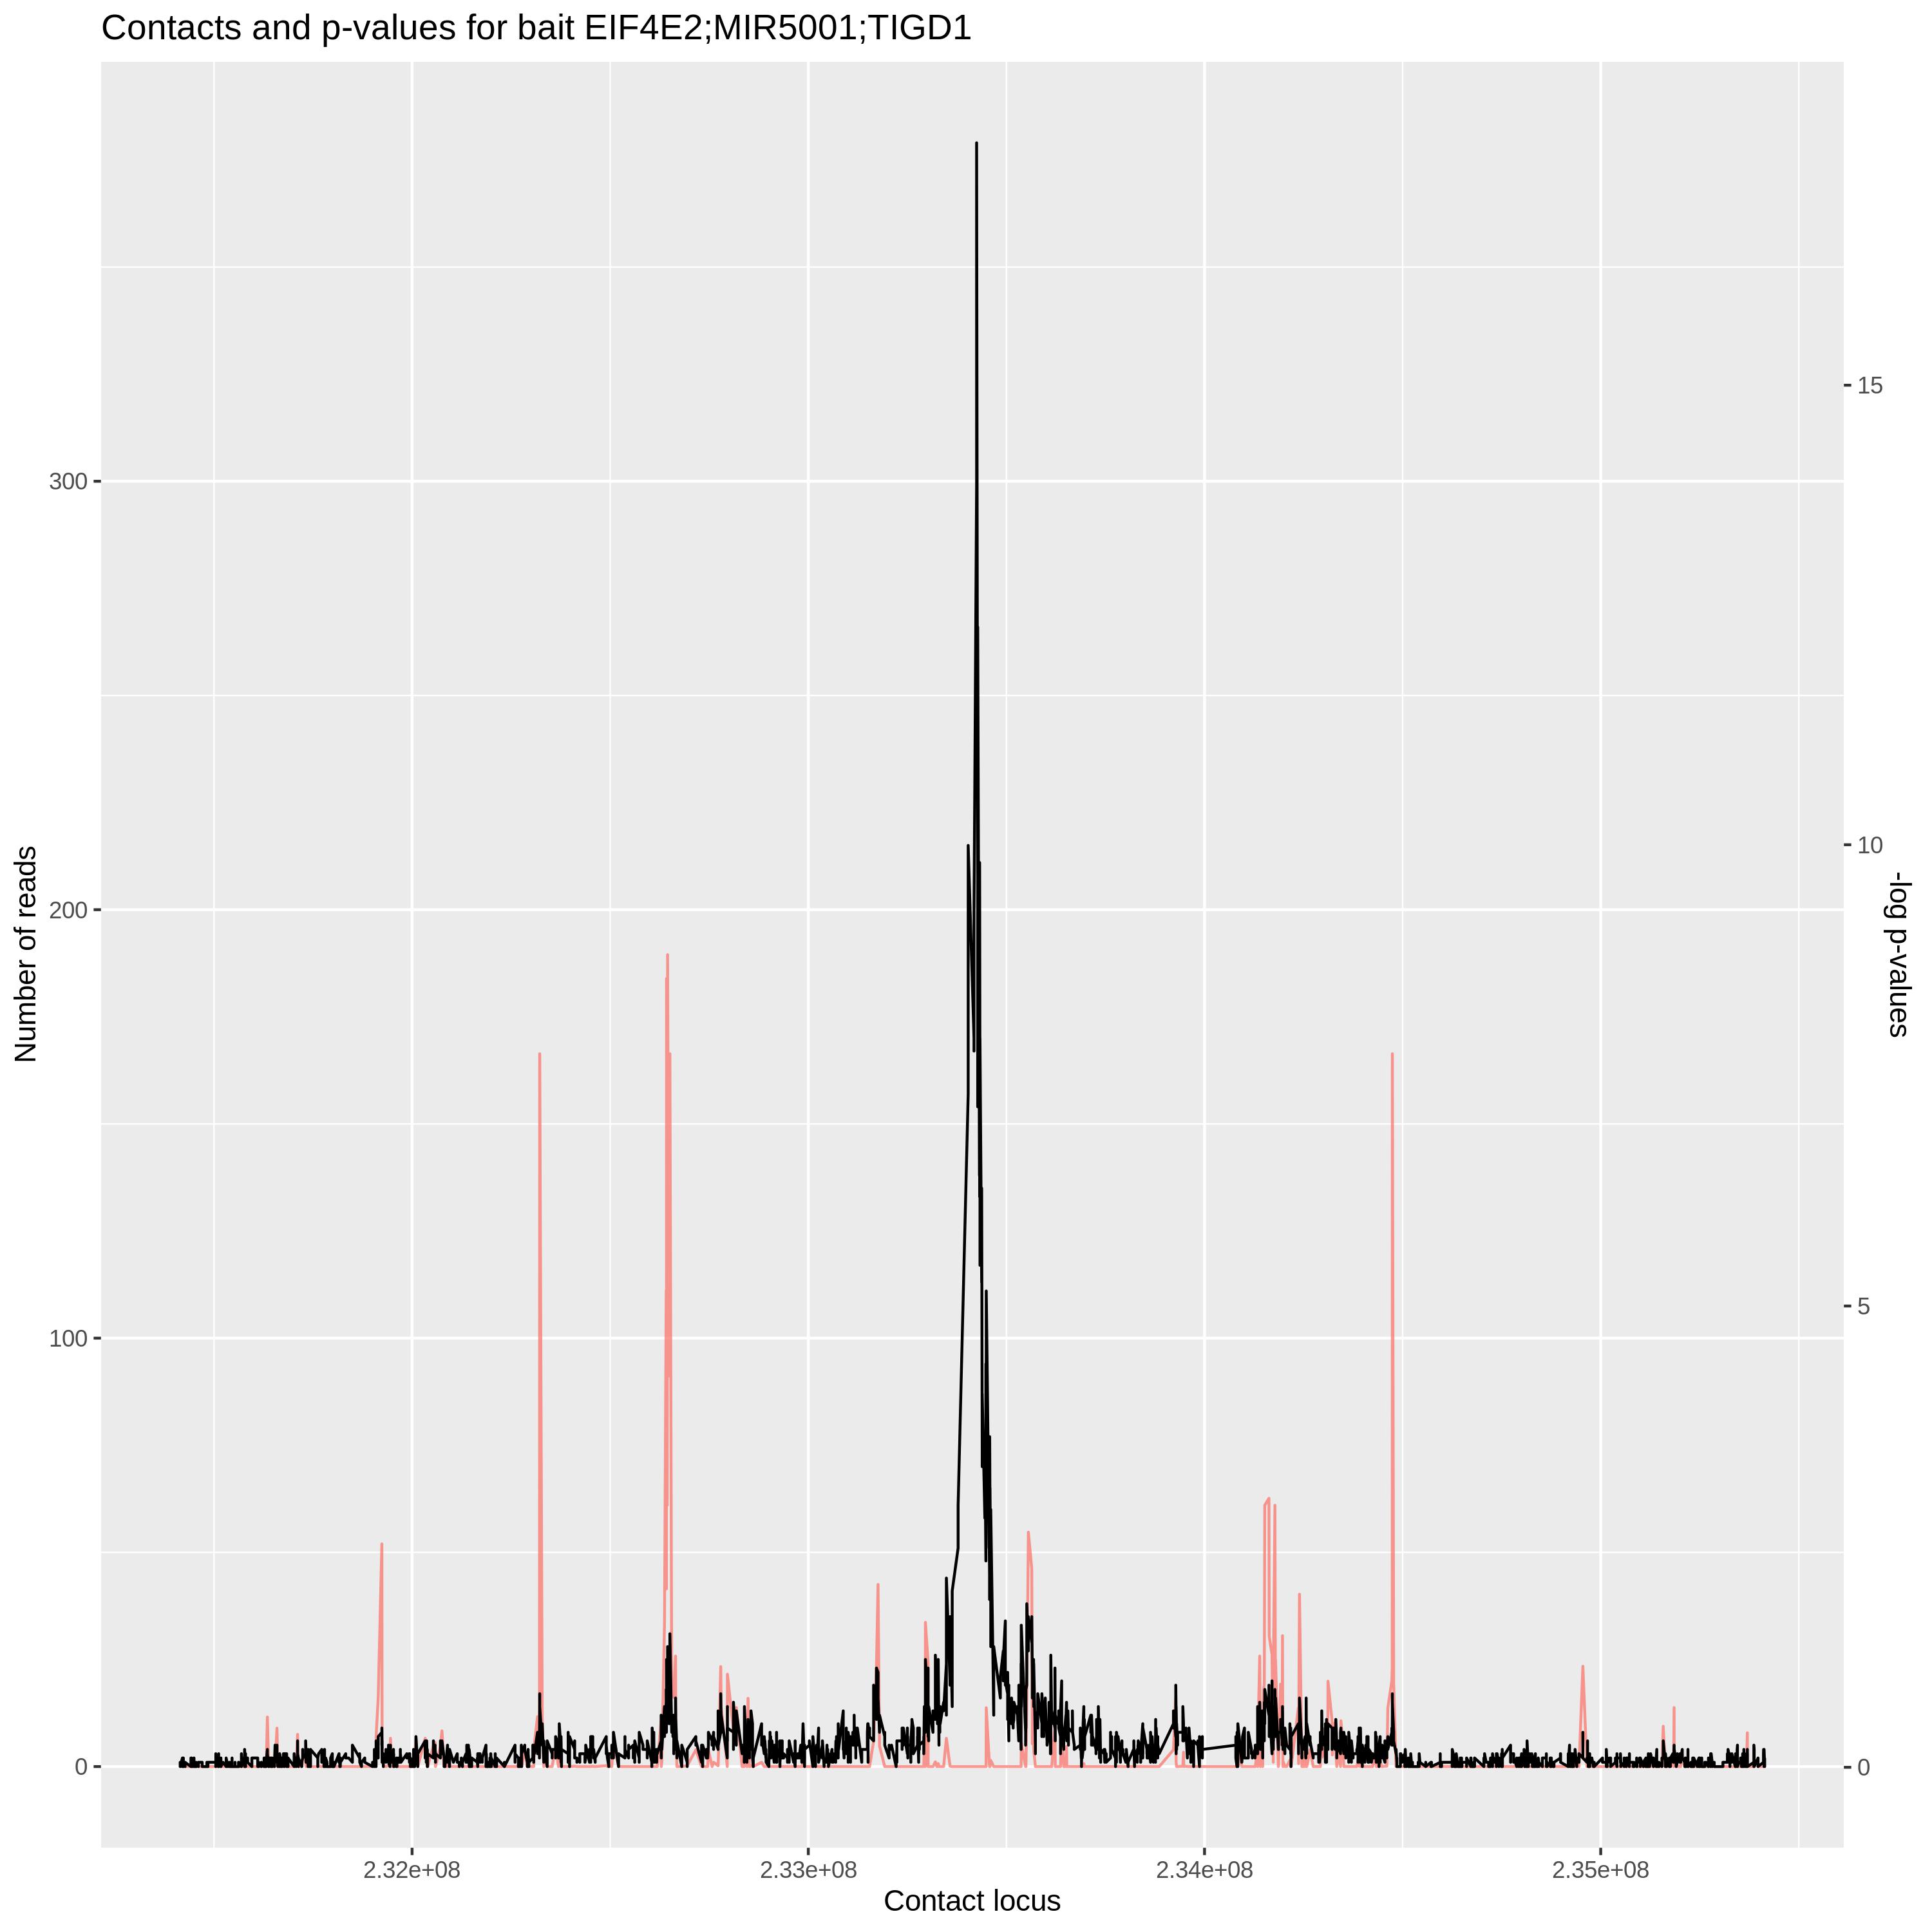 Contacts and p-values for bait EIF4E2;MIR5001;TIGD1
Number of reads
300
200
100
0
15
10
5
0
-log p-values
2.32e+08 2.33e+08 2.34e+08 2.35e+08
Contact locus